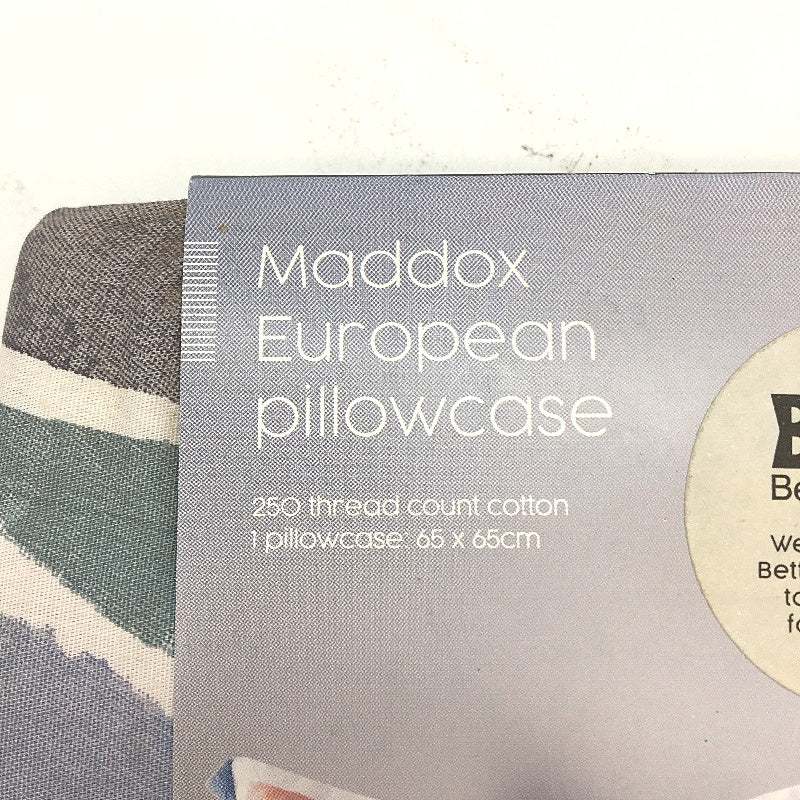 Maddox
European
pillowcase
250 thread count cotton
1 pillowcase: 65 x 65cm